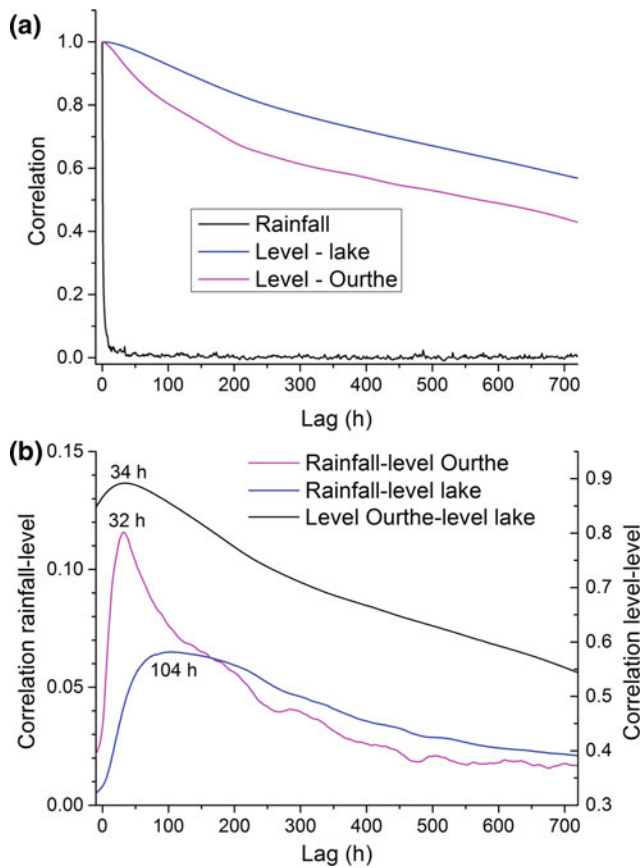 (a)
1.0
0.8
0.6
0.4
0.2
0.0
Correlation
Rainfall
Level - lake
Level - Ourthe
0 100 200 300 400 500 600 700
Lag (h)
(b)
0.15
0.10
0.05
0.00
Correlation rainfall-level
34 h
32 h
104 h
Rainfall-level Ourthe
Rainfall-level lake
Level Ourthe-level lake
0.9
0.8
0.7
0.6
0.5
0.4
0.3
Correlation level-level
0 100 200 300 400 500 600 700
Lag (h)